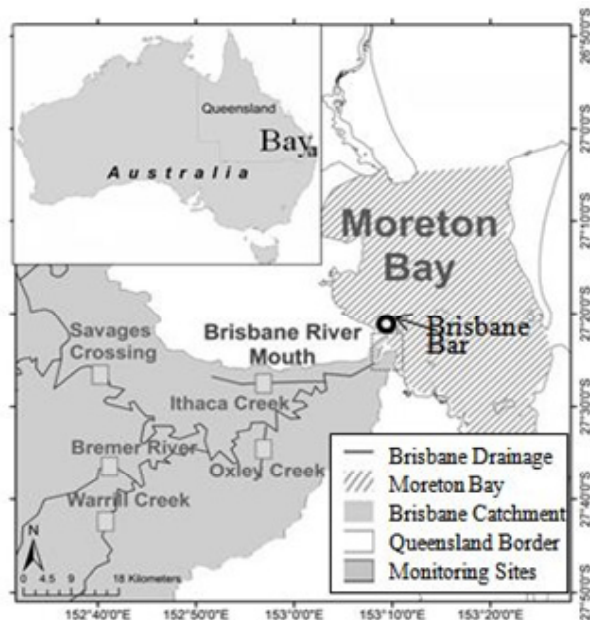 Queensland
Bay
Australia
Moreton
Bay
Brisbane
Bar
Savages
Crossing
Brisbane River
Mouth
Ithaca Creek
Bremer River
Oxley Creek
Warrill Creek
N
0 4.5 9 18 Kilometers
Brisbane Drainage
Moreton Bay
Brisbane Catchment
Queensland Border
Monitoring Sites
26°50'0"S
27°0'0"S
27°10'0"S
27°20'0"S
27°30'0"S
27°40'0"S
27°50'0"S
152°40'0"E
152°50'0"E
153°0'0"E
153°10'0"E
153°20'0"E